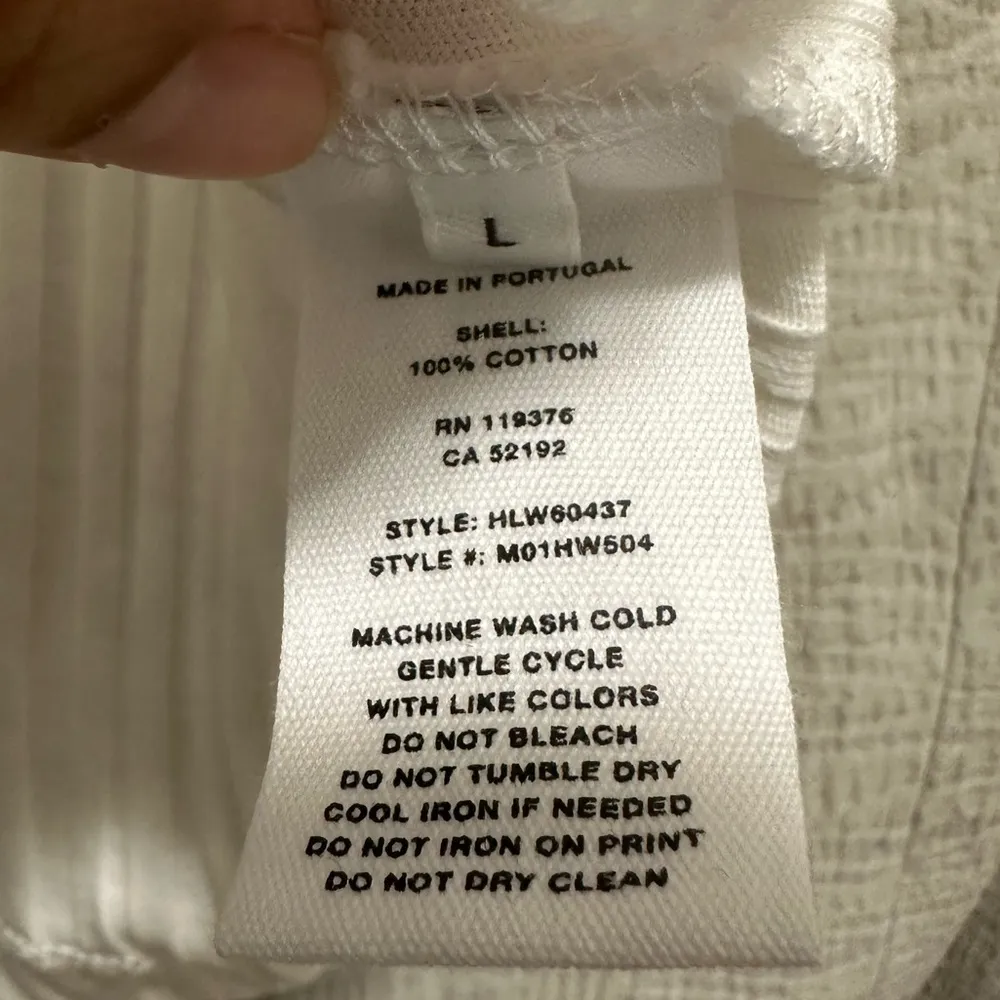 L
MADE IN PORTUGAL
SHELL:
100% COTTON
RN 119376
CA 52192
STYLE: HLW60437
STYLE #: M01HW504
MACHINE WASH COLD
GENTLE CYCLE
WITH LIKE COLORS
DO NOT BLEACH
DO NOT TUMBLE DRY
COOL IRON IF NEEDED
DO NOT IRON ON PRINT
DO NOT DRY CLEAN